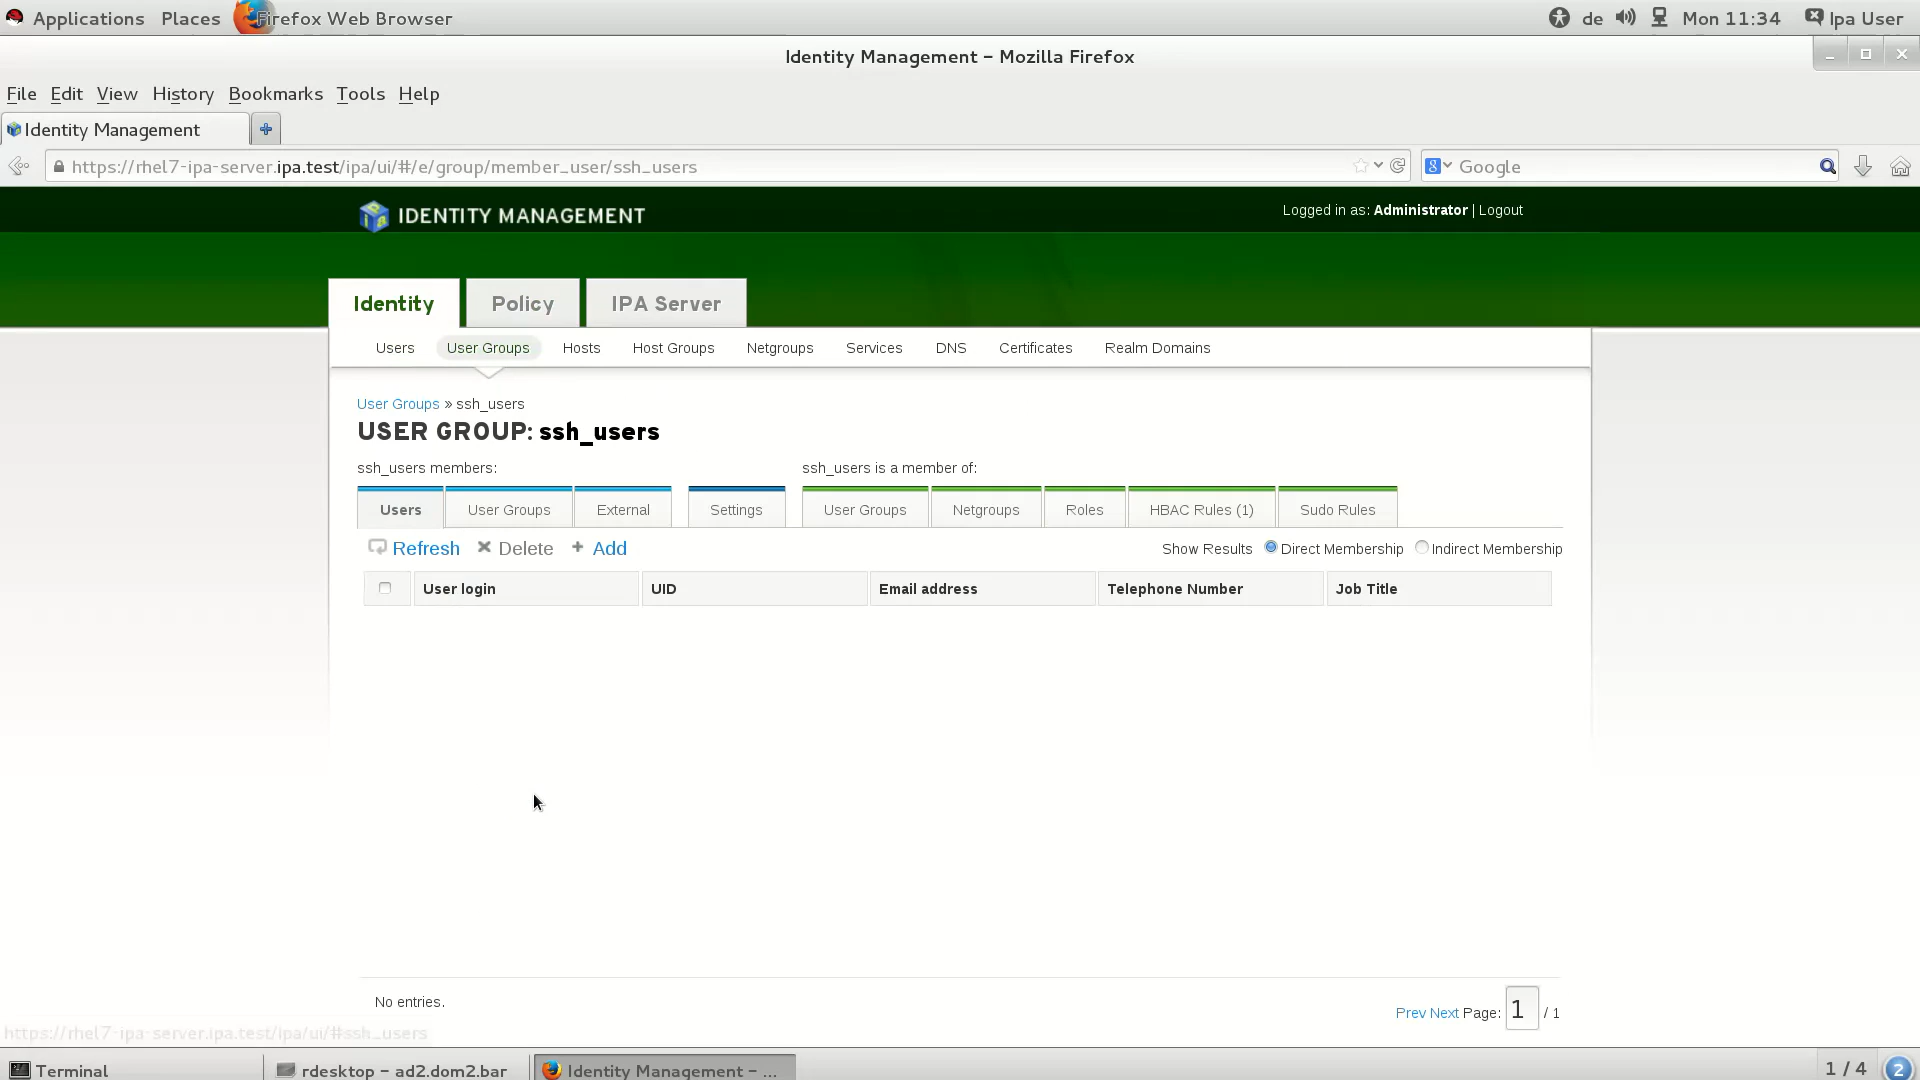 Applications Places Firefox Web Browser de Mon 11:34 Ipa User
Identity Management – Mozilla Firefox
File Edit View History Bookmarks Tools Help
Identity Management
https://rhel7-ipa-server.ipa.test/ipa/ui/#/e/group/member_user/ssh_users Google
IDENTITY MANAGEMENT Logged in as: Administrator | Logout
Identity Policy IPA Server
Users User Groups Hosts Host Groups Netgroups Services DNS Certificates Realm Domains
User Groups » ssh_users
USER GROUP: ssh_users
ssh_users members: ssh_users is a member of:
Users User Groups External Settings User Groups Netgroups Roles HBAC Rules (1) Sudo Rules
Refresh Delete Add Show Results Direct Membership Indirect Membership
User login UID Email address Telephone Number Job Title
No entries.
Prev Next Page: 1 / 1
https://rhel7-ipa-server.ipa.test/ipa/ui/#ssh_users
Terminal rdesktop – ad2.dom2.bar Identity Management – ... 1 / 4 2